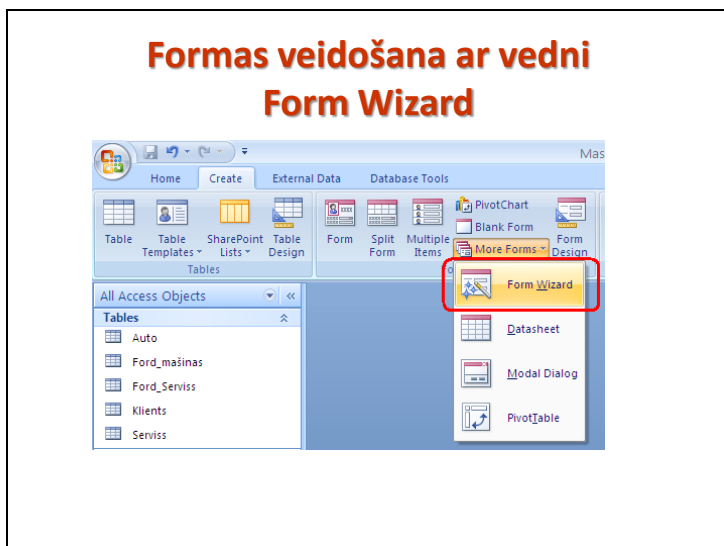 Formas veidošana ar vedni
Form Wizard
Mas
Home Create External Data Database Tools
Table
Table Templates
SharePoint Lists
Table Design
Form
Split Form
Multiple Items
PivotChart
Blank Form
More Forms
Form Design
Tables
Form Wizard
Datasheet
Modal Dialog
PivotTable
All Access Objects
Tables
Auto
Ford_mašinas
Ford_Serviss
Klients
Serviss